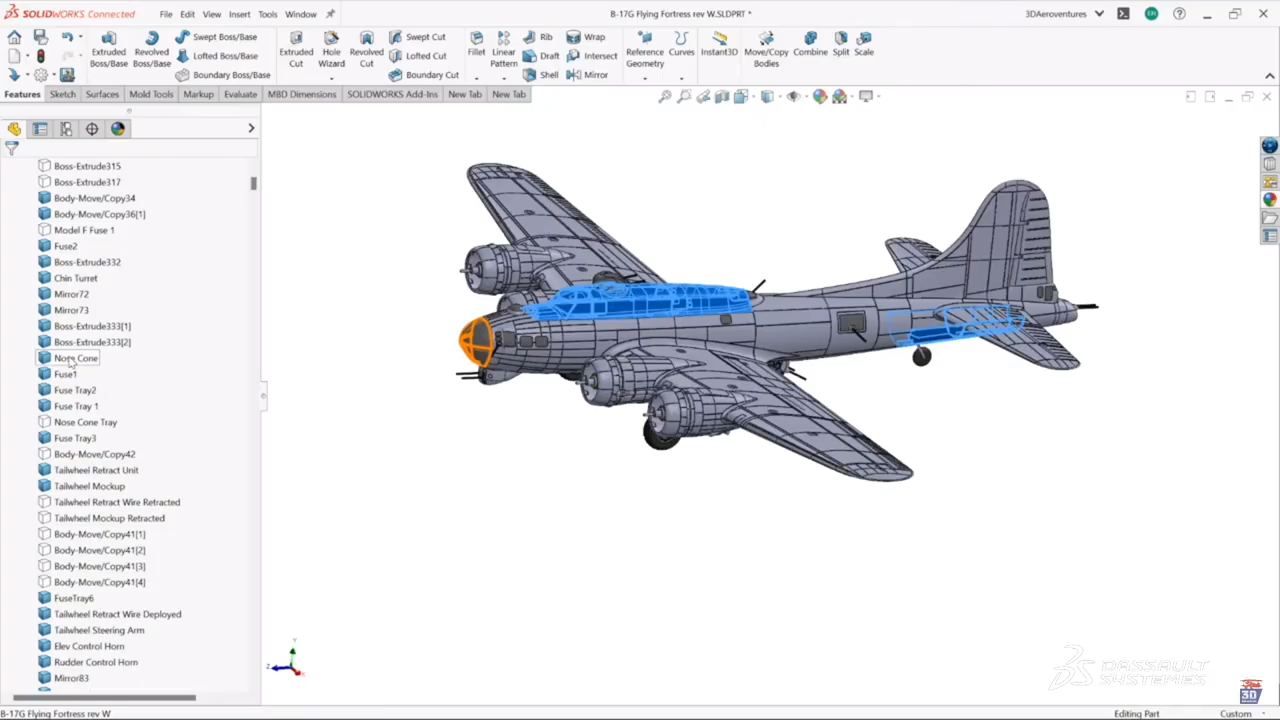 SOLIDWORKS Connected
File Edit View Insert Tools Window
B-17G Flying Fortress rev W.SLDPRT *
3DAeroventures
ER
Extruded Boss/Base
Revolved Boss/Base
Swept Boss/Base
Lofted Boss/Base
Boundary Boss/Base
Extruded Cut
Hole Wizard
Revolved Cut
Swept Cut
Lofted Cut
Boundary Cut
Fillet
Linear Pattern
Rib
Draft
Shell
Wrap
Intersect
Mirror
Reference Geometry
Curves
Instant3D
Move/Copy Bodies
Combine
Split
Scale
Features Sketch Surfaces Mold Tools Markup Evaluate MBD Dimensions SOLIDWORKS Add-Ins New Tab New Tab
Boss-Extrude315
Boss-Extrude317
Body-Move/Copy34
Body-Move/Copy36[1]
Model F Fuse 1
Fuse2
Boss-Extrude332
Chin Turret
Mirror72
Mirror73
Boss-Extrude333[1]
Boss-Extrude333[2]
Nose Cone
Fuse1
Fuse Tray2
Fuse Tray 1
Nose Cone Tray
Fuse Tray3
Body-Move/Copy42
Tailwheel Retract Unit
Tailwheel Mockup
Tailwheel Retract Wire Retracted
Tailwheel Mockup Retracted
Body-Move/Copy41[1]
Body-Move/Copy41[2]
Body-Move/Copy41[3]
Body-Move/Copy41[4]
FuseTray6
Tailwheel Retract Wire Deployed
Tailwheel Steering Arm
Elev Control Horn
Rudder Control Horn
Mirror83
Y
Z
X
DASSAULT
SYSTEMES
3D
B-17G Flying Fortress rev W
Editing Part
Custom